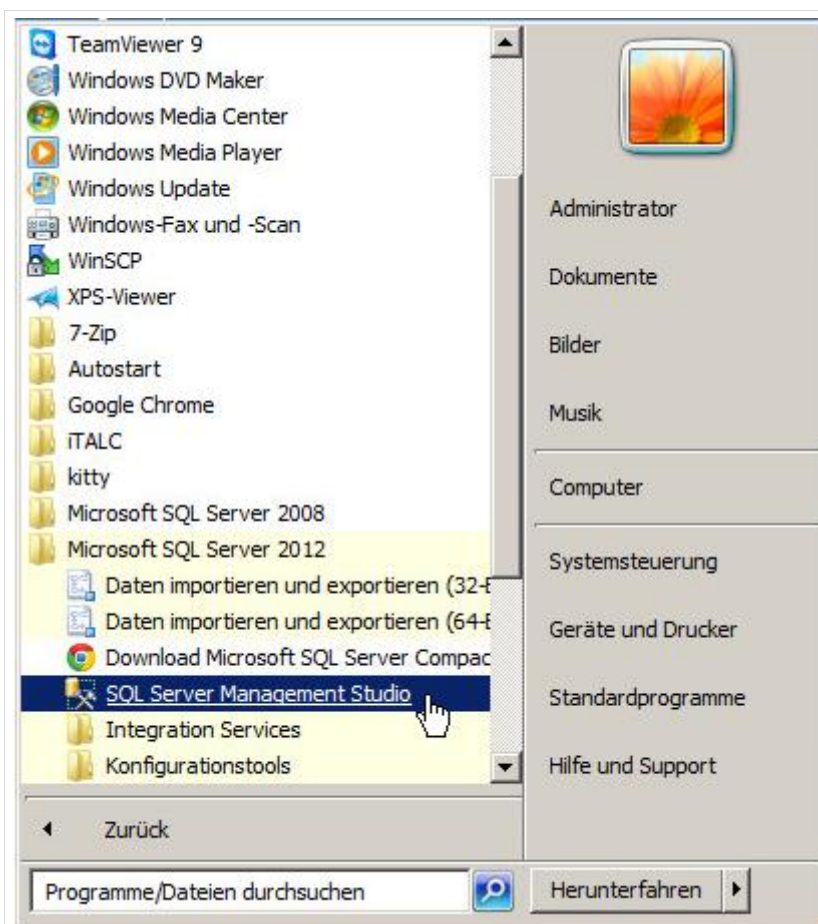 TeamViewer 9
Windows DVD Maker
Windows Media Center
Windows Media Player
Windows Update
Windows-Fax und -Scan
WinSCP
XPS-Viewer
7-Zip
Autostart
Google Chrome
iTALC
kitty
Microsoft SQL Server 2008
Microsoft SQL Server 2012
Daten importieren und exportieren (32-B
Daten importieren und exportieren (64-B
Download Microsoft SQL Server Compac
SQL Server Management Studio
Integration Services
Konfigurationstools
Zurück
Programme/Dateien durchsuchen
Administrator
Dokumente
Bilder
Musik
Computer
Systemsteuerung
Geräte und Drucker
Standardprogramme
Hilfe und Support
Herunterfahren